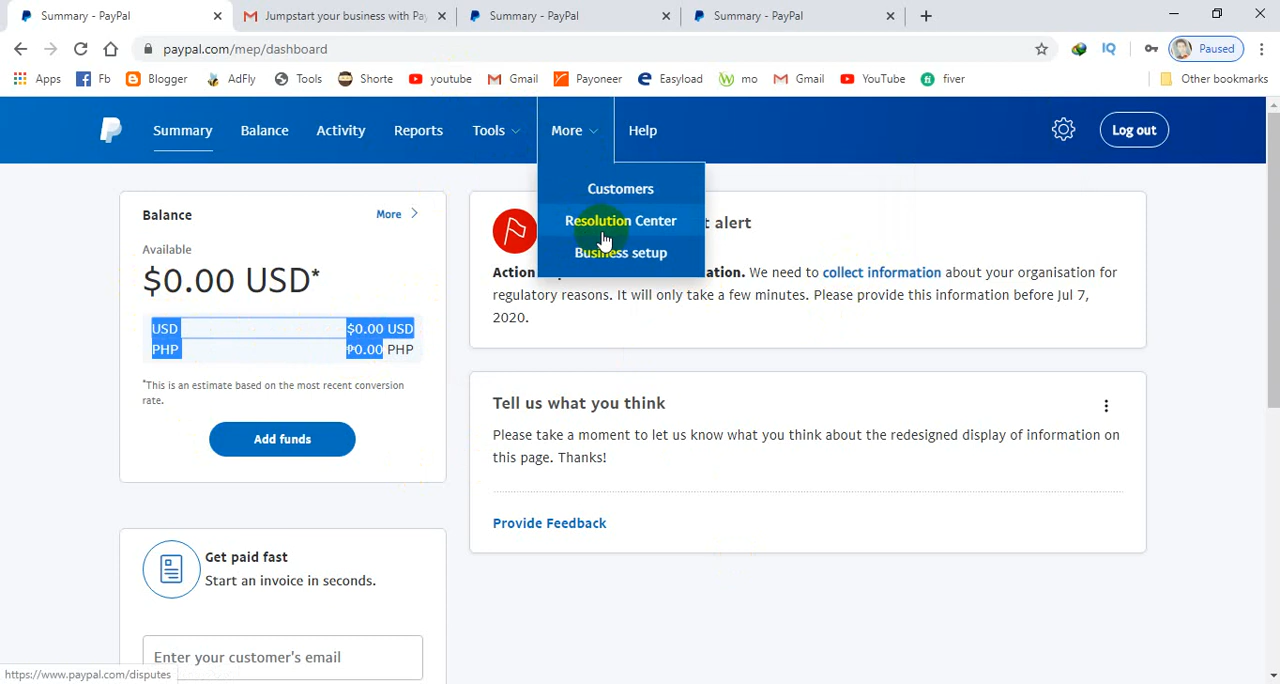 Summary - PayPal
Jumpstart your business with Pay
Summary - PayPal
Summary - PayPal
paypal.com/mep/dashboard
Paused
Apps
Fb
Blogger
AdFly
Tools
Shorte
youtube
Gmail
Payoneer
Easyload
mo
Gmail
YouTube
fiver
Other bookmarks
Summary
Balance
Activity
Reports
Tools
More
Help
Log out
Customers
Resolution Center
Business setup
Balance
More
Available
$0.00 USD*
USD $0.00 USD
PHP ₱0.00 PHP
*This is an estimate based on the most recent conversion
rate.
Add funds
Get paid fast
Start an invoice in seconds.
Enter your customer's email
t alert
Action ation. We need to collect information about your organisation for
regulatory reasons. It will only take a few minutes. Please provide this information before Jul 7,
2020.
Tell us what you think
Please take a moment to let us know what you think about the redesigned display of information on
this page. Thanks!
Provide Feedback
https://www.paypal.com/disputes